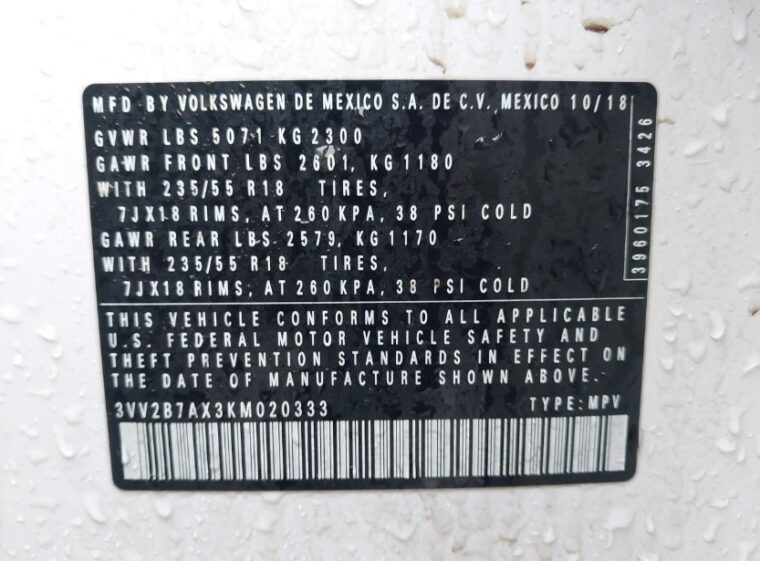 MFD BY VOLKSWAGEN DE MEXICO S.A. DE C.V. MEXICO 10/18
GVWR LBS 5071 KG 2300
GAWR FRONT LBS 2601, KG 1180
WITH 235/55 R18 TIRES,
7JX18 RIMS, AT 260 KPA, 38 PSI COLD
GAWR REAR LBS 2579, KG 1170
WITH 235/55 R18 TIRES,
7JX18 RIMS, AT 260 KPA, 38 PSI COLD
3960175 3426
THIS VEHICLE CONFORMS TO ALL APPLICABLE
U.S. FEDERAL MOTOR VEHICLE SAFETY AND
THEFT PREVENTION STANDARDS IN EFFECT ON
THE DATE OF MANUFACTURE SHOWN ABOVE.
3VV2B7AX3KM020333 TYPE: MPV